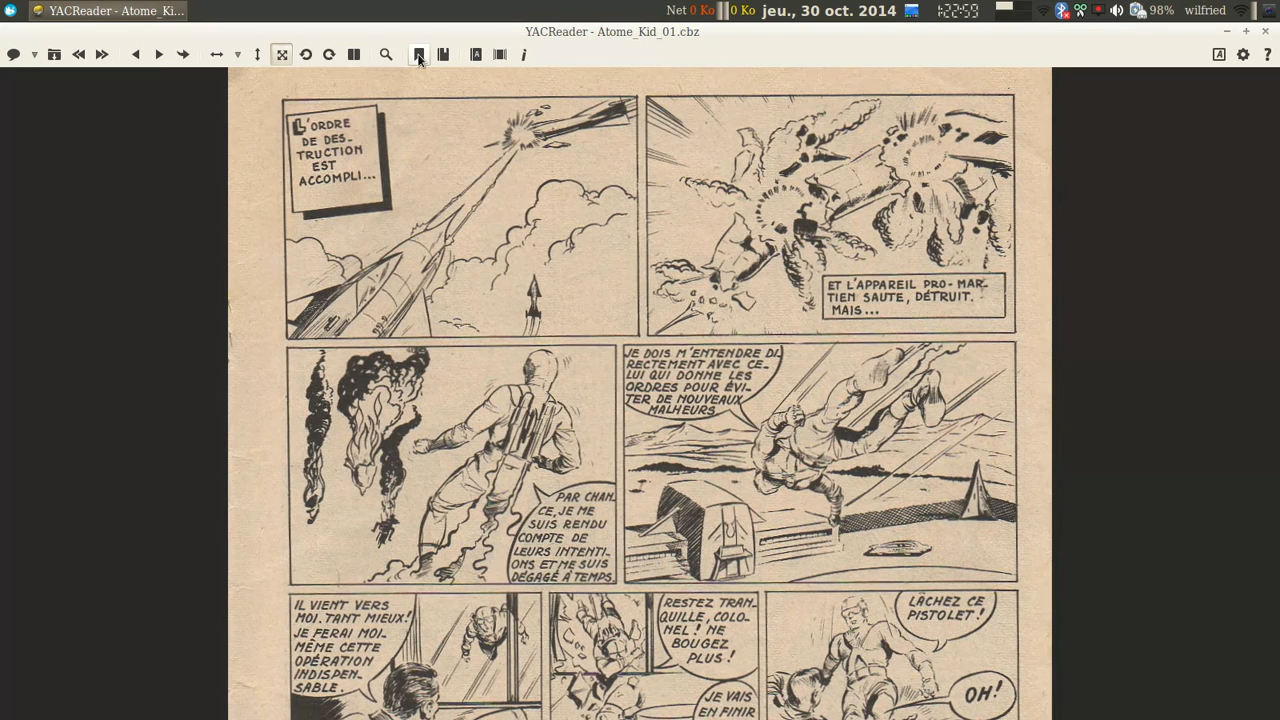 YACReader - Atome_Ki...
Net 0 Ko 0 Ko jeu., 30 oct. 2014 22:59 98% wilfried
YACReader - Atome_Kid_01.cbz
L'ORDRE
DE DES-
TRUCTION
EST
ACCOMPLI...
ET L'APPAREIL PRO-MAR-
TIEN SAUTE, DÉTRUIT.
MAIS...
PAR CHAN-
CE, JE ME
SUIS RENDU
COMPTE DE
LEURS INTENTI-
ONS ET ME SUIS
DÉGAGÉ À TEMPS.
JE DOIS M'ENTENDRE DI-
RECTEMENT AVEC CE-
LUI QUI DONNE LES
ORDRES POUR ÉVI-
TER DE NOUVEAUX
MALHEURS
IL VIENT VERS
MOI. TANT MIEUX!
JE FERAI MOI-
MÊME CETTE
OPÉRATION
INDISPEN-
SABLE.
RESTEZ TRAN-
QUILLE, COLO-
NEL! NE
BOUGEZ
PLUS!
JE VAIS
EN FINIR
LÂCHEZ CE
PISTOLET!
OH!